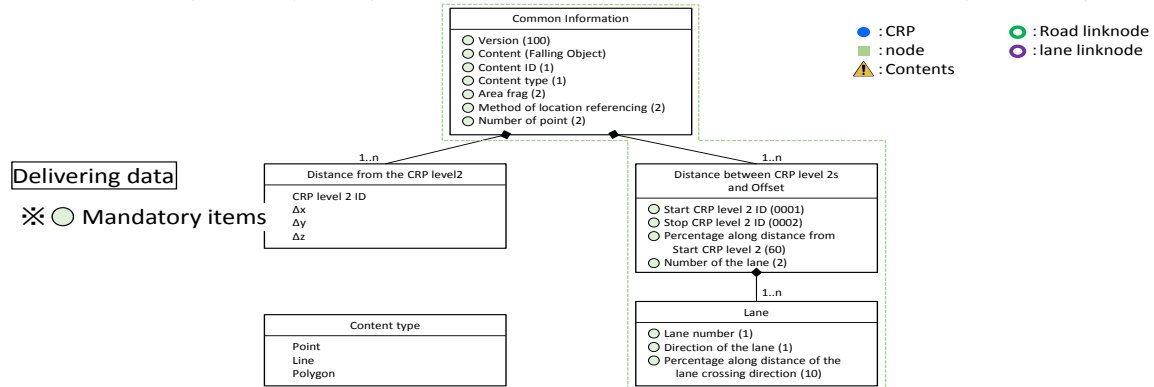 Common Information
Version (100)
Content (Falling Object)
Content ID (1)
Content type (1)
Area frag (2)
Method of location referencing (2)
Number of point (2)
: CRP
: node
: Contents
: Road linknode
: lane linknode
Delivering data
※ Mandatory items
1..n
Distance from the CRP level2
CRP level 2 ID
Δx
Δy
Δz
1..n
Distance between CRP level 2s
and Offset
Start CRP level 2 ID (0001)
Stop CRP level 2 ID (0002)
Percentage along distance from
Start CRP level 2 (60)
Number of the lane (2)
1..n
Content type
Point
Line
Polygon
Lane
Lane number (1)
Direction of the lane (1)
Percentage along distance of the
lane crossing direction (10)